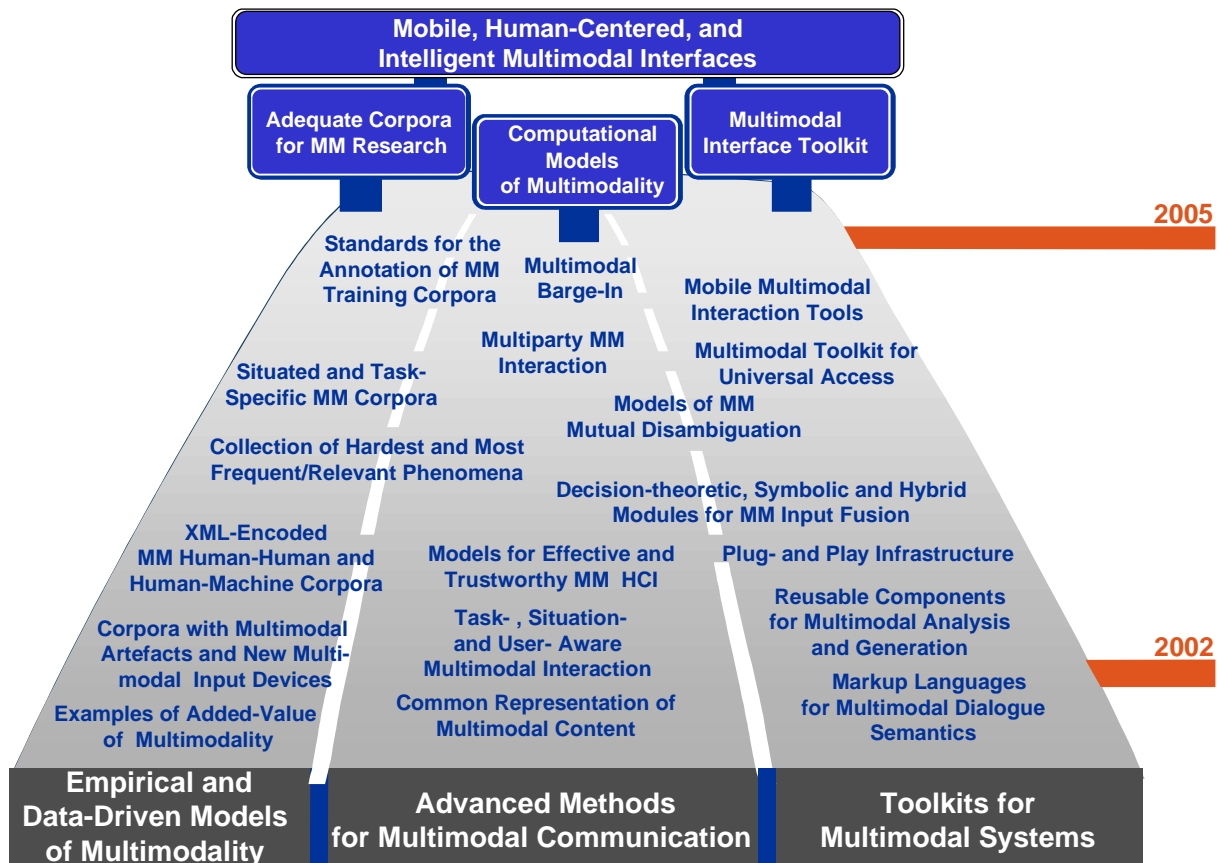 Mobile, Human-Centered, and
Intelligent Multimodal Interfaces
Adequate Corpora
for MM Research
Computational
Models
of Multimodality
Multimodal
Interface Toolkit
2005
Standards for the
Annotation of MM
Training Corpora
Multimodal
Barge-In
Mobile Multimodal
Interaction Tools
Multiparty MM
Interaction
Multimodal Toolkit for
Universal Access
Situated and Task-
Specific MM Corpora
Models of MM
Mutual Disambiguation
Collection of Hardest and Most
Frequent/Relevant Phenomena
Decision-theoretic, Symbolic and Hybrid
Modules for MM Input Fusion
XML-Encoded
MM Human-Human and
Human-Machine Corpora
Models for Effective and
Trustworthy MM HCI
Plug- and Play Infrastructure
Reusable Components
for Multimodal Analysis
and Generation
Corpora with Multimodal
Artefacts and New Multi-
modal Input Devices
Task- , Situation-
and User- Aware
Multimodal Interaction
2002
Markup Languages
for Multimodal Dialogue
Semantics
Examples of Added-Value
of Multimodality
Common Representation of
Multimodal Content
Empirical and
Data-Driven Models
of Multimodality
Advanced Methods
for Multimodal Communication
Toolkits for
Multimodal Systems